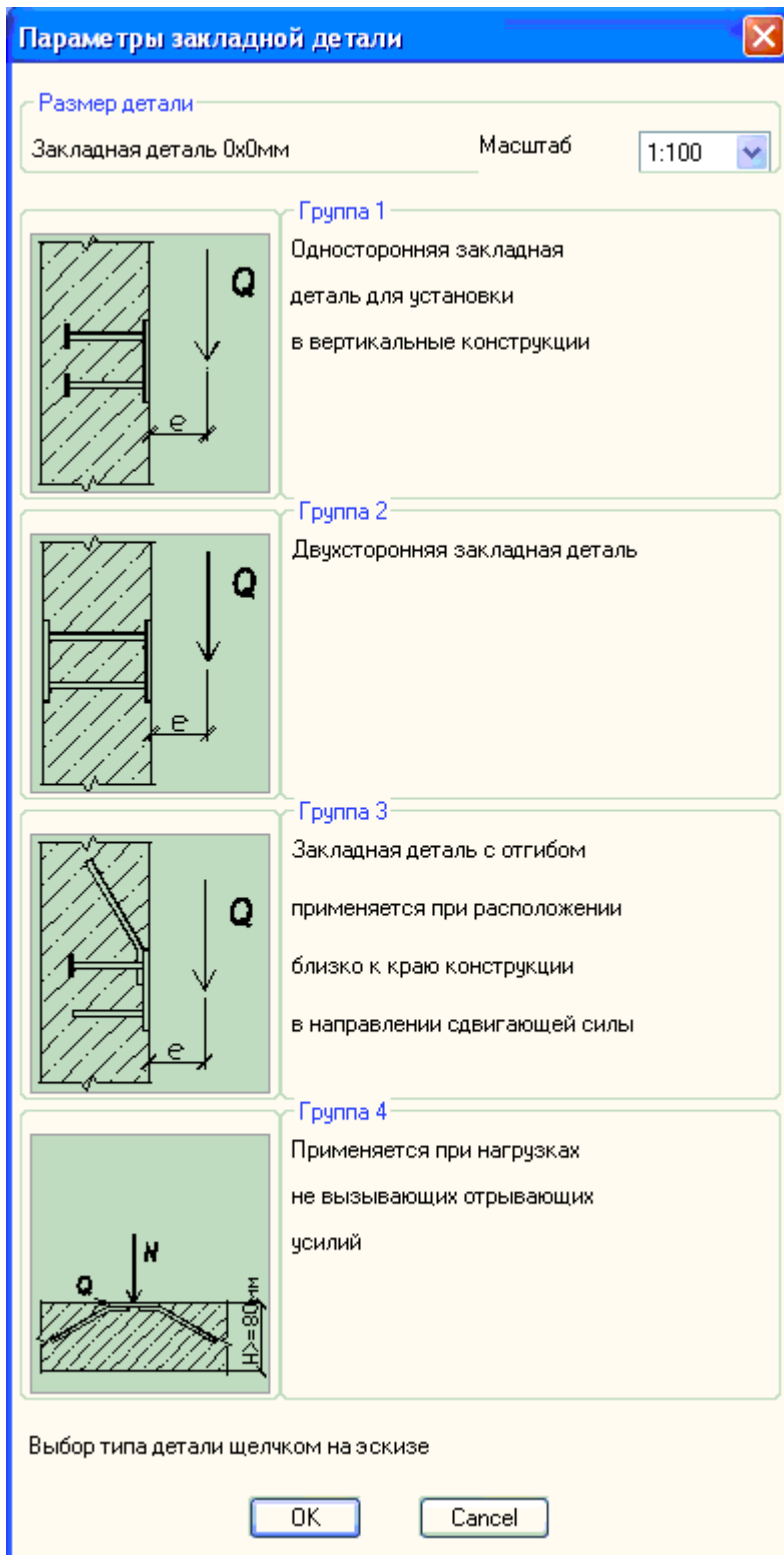 Параметры закладной детали
Размер детали
Закладная деталь 0х0мм
Масштаб
1:100
Группа 1
Q
e
Односторонняя закладная
деталь для установки
в вертикальные конструкции
Группа 2
Q
e
Двухсторонняя закладная деталь
Группа 3
Q
e
Закладная деталь с отгибом
применяется при расположении
близко к краю конструкции
в направлении сдвигающей силы
Группа 4
N
Q
H>=80мм
Применяется при нагрузках
не вызывающих отрывающих
усилий
Выбор типа детали щелчком на эскизе
OK
Cancel